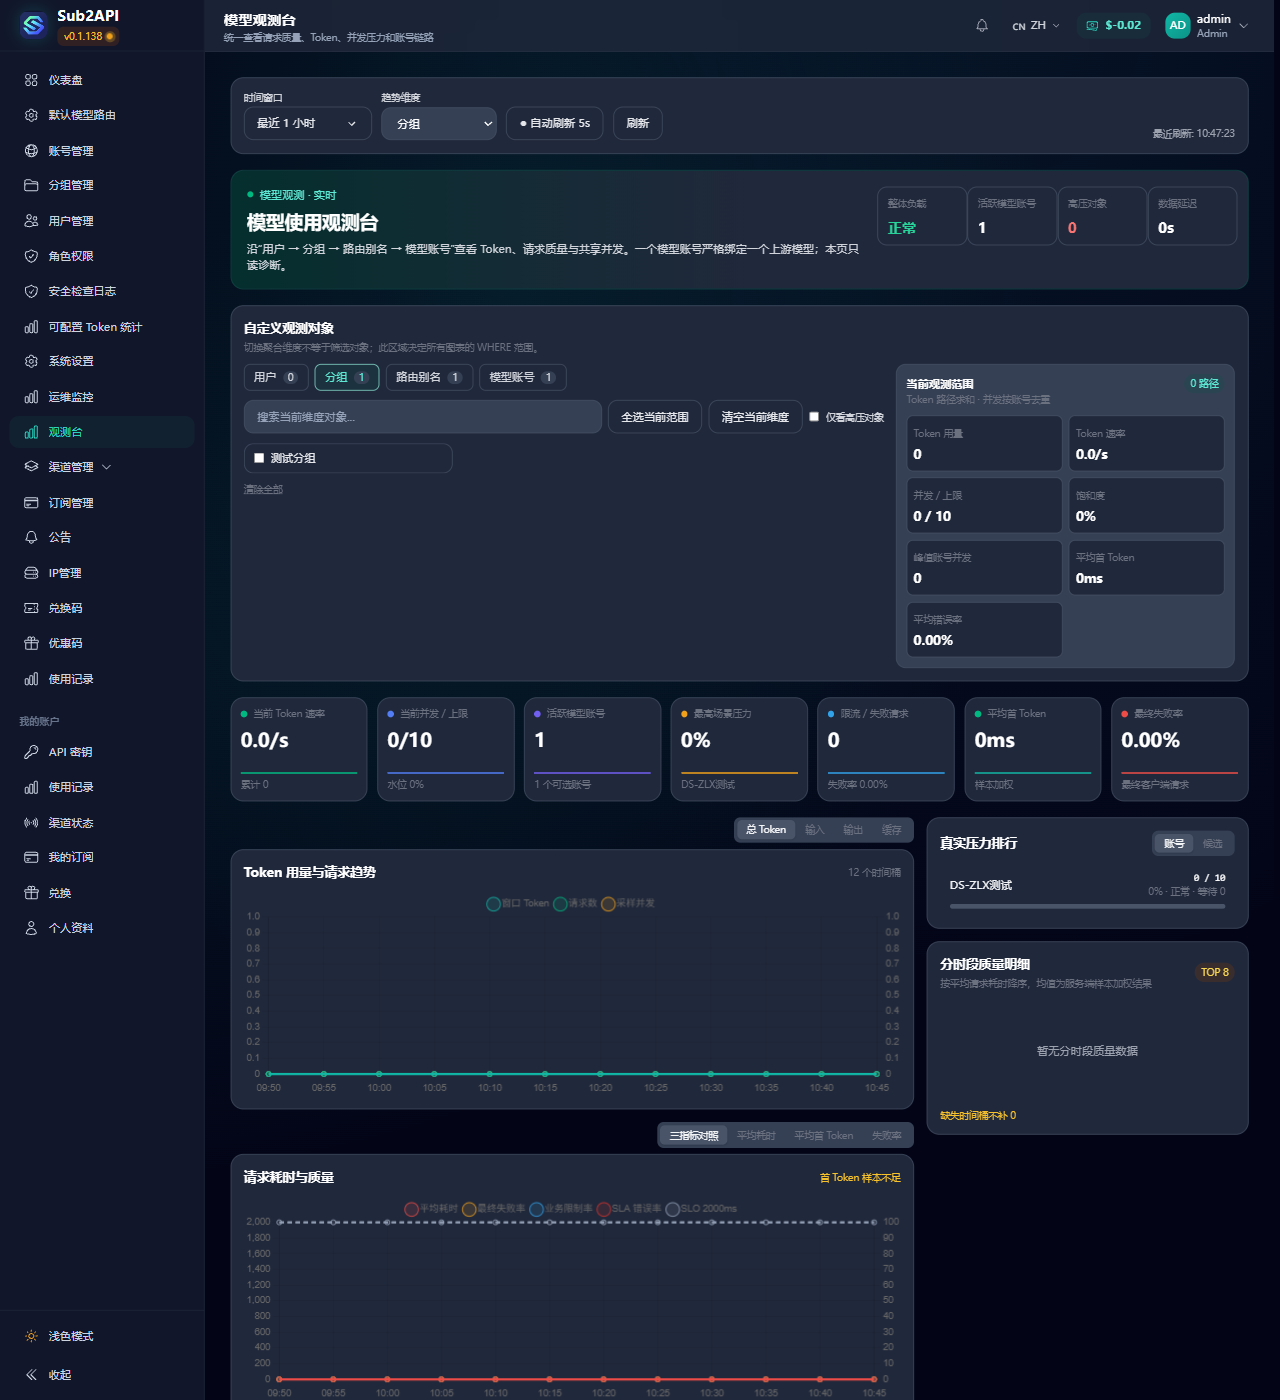 Sub2API
v0.1.138
仪表盘
默认模型路由
账号管理
分组管理
用户管理
角色权限
安全检查日志
可配置 Token 统计
系统设置
运维监控
观测台
渠道管理
订阅管理
公告
IP管理
兑换码
优惠码
使用记录
我的账户
API 密钥
使用记录
渠道状态
我的订阅
兑换
个人资料
浅色模式
收起
模型观测台
统一查看请求质量、Token、并发压力和账号链路
CN ZH
$-0.02
AD
admin
Admin
时间窗口
趋势维度
最近 1 小时
分组
● 自动刷新 5s
刷新
最近刷新: 10:47:23
模型观测 · 实时
模型使用观测台
沿“用户 → 分组 → 路由别名 → 模型账号”查看 Token、请求质量与共享并发。一个模型账号严格绑定一个上游模型；本页只
读诊断。
整体负载
正常
活跃模型账号
1
高压对象
0
数据延迟
0s
自定义观测对象
切换聚合维度不等于筛选对象；此区域决定所有图表的 WHERE 范围。
用户 0
分组 1
路由别名 1
模型账号 1
搜索当前维度对象...
全选当前范围
清空当前维度
仅看高压对象
测试分组
清除全部
当前观测范围
0 路径
Token 路径求和 · 并发按账号去重
Token 用量
0
Token 速率
0.0/s
并发 / 上限
0 / 10
饱和度
0%
峰值账号并发
0
平均首 Token
0ms
平均错误率
0.00%
当前 Token 速率
0.0/s
累计 0
当前并发 / 上限
0/10
水位 0%
活跃模型账号
1
1 个可选账号
最高场景压力
0%
DS-ZLX测试
限流 / 失败请求
0
失败率 0.00%
平均首 Token
0ms
样本加权
最终失败率
0.00%
最终客户端请求
总 Token
输入
输出
缓存
Token 用量与请求趋势
12 个时间桶
窗口 Token
请求数
采样并发
1.0
0.9
0.8
0.7
0.6
0.5
0.4
0.3
0.2
0.1
0
1.0
0.9
0.8
0.7
0.6
0.5
0.4
0.3
0.2
0.1
0
09:50
09:55
10:00
10:05
10:10
10:15
10:20
10:25
10:30
10:35
10:40
10:45
真实压力排行
账号
候选
DS-ZLX测试
0 / 10
0% · 正常 · 等待 0
分时段质量明细
按平均请求耗时降序，均值为服务端样本加权结果
TOP 8
暂无分时段质量数据
缺失时间桶不补 0
三指标对照
平均耗时
平均首 Token
失败率
请求耗时与质量
首 Token 样本不足
平均耗时
最终失败率
业务限制率
SLA 错误率
SLO 2000ms
2,000
1,800
1,600
1,400
1,200
1,000
800
600
400
200
0
100
90
80
70
60
50
40
30
20
10
0
09:50
09:55
10:00
10:05
10:10
10:15
10:20
10:25
10:30
10:35
10:40
10:45